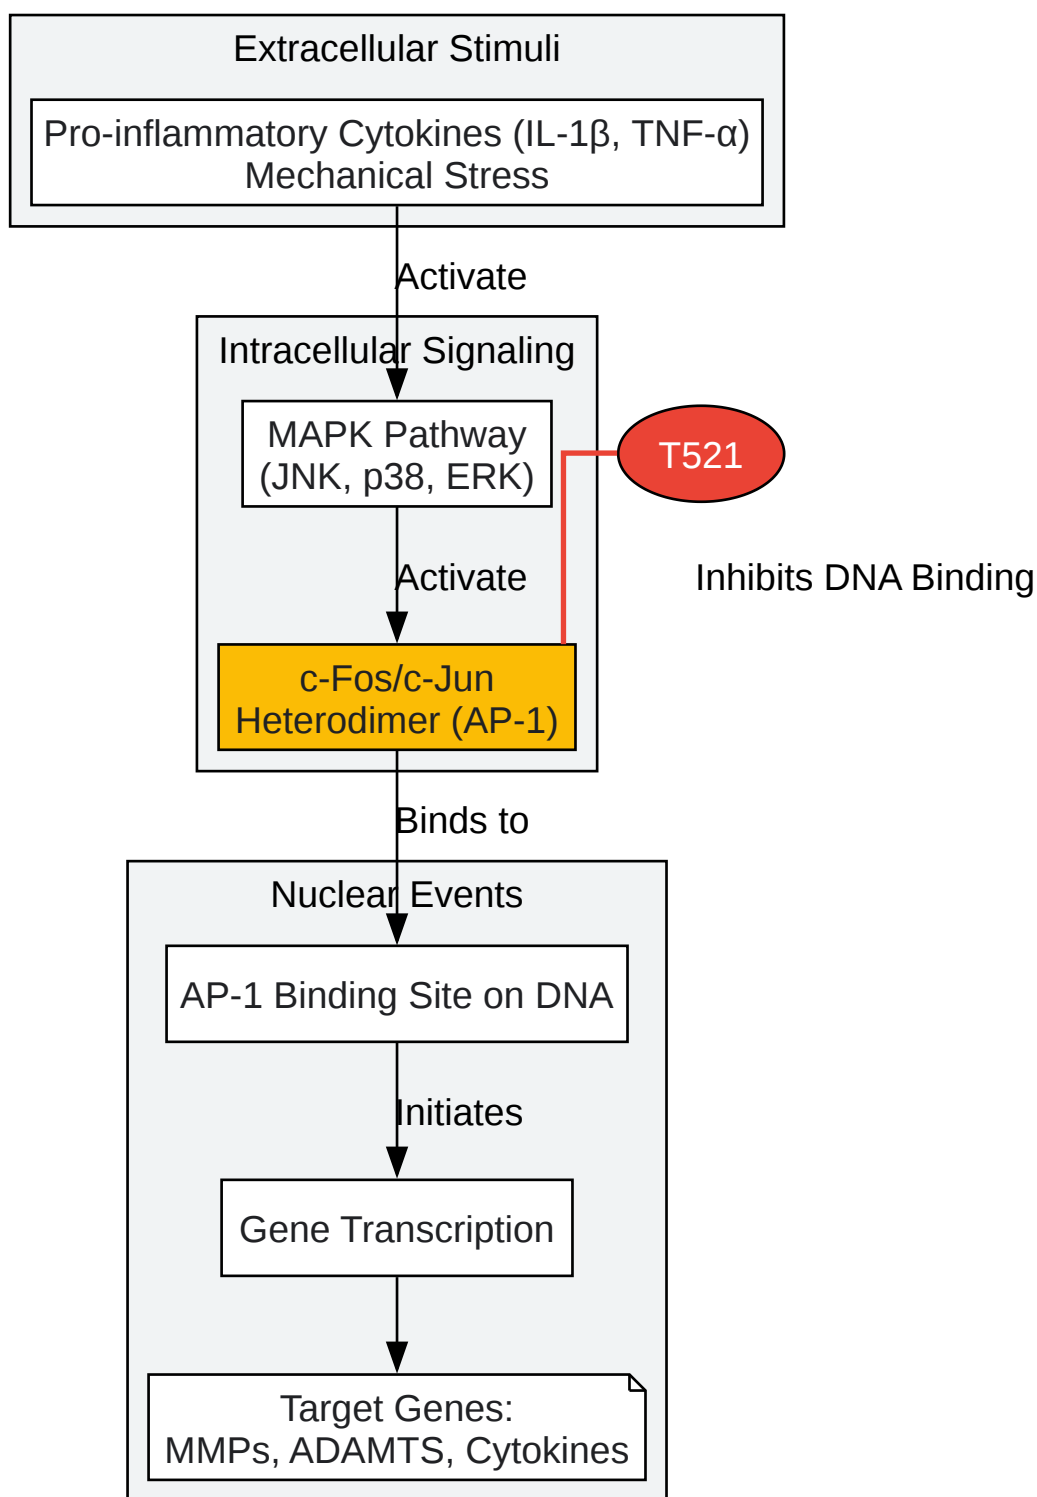 Extracellular Stimuli
Pro-inflammatory Cytokines (IL-1β, TNF-α)
Mechanical Stress
Activate
Intracellular Signaling
MAPK Pathway
(JNK, p38, ERK)
T521
Activate
Inhibits DNA Binding
c-Fos/c-Jun
Heterodimer (AP-1)
Binds to
Nuclear Events
AP-1 Binding Site on DNA
Initiates
Gene Transcription
Target Genes:
MMPs, ADAMTS, Cytokines